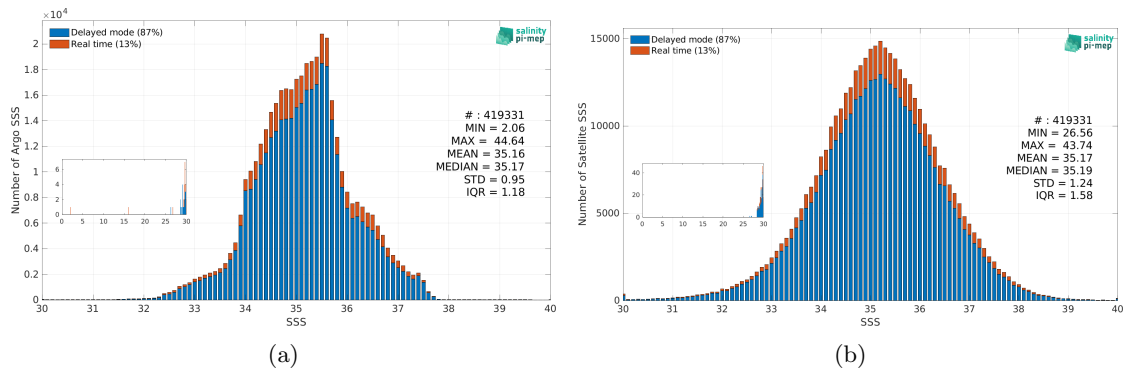 ×10⁴
Delayed mode (87%)
Real time (13%)
salinity
pi-mep
Number of Argo SSS
2
1.8
1.6
1.4
1.2
1
0.8
0.6
0.4
0.2
0
# : 419331
MIN = 2.06
MAX = 44.64
MEAN = 35.16
MEDIAN = 35.17
STD = 0.95
IQR = 1.18
6
4
2
0
0 5 10 15 20 25 30
30 31 32 33 34 35 36 37 38 39 40
SSS
(a)
Delayed mode (87%)
Real time (13%)
salinity
pi-mep
Number of Satellite SSS
15000
10000
5000
0
# : 419331
MIN = 26.56
MAX = 43.74
MEAN = 35.17
MEDIAN = 35.19
STD = 1.24
IQR = 1.58
40
20
0
0 5 10 15 20 25 30
30 31 32 33 34 35 36 37 38 39 40
SSS
(b)